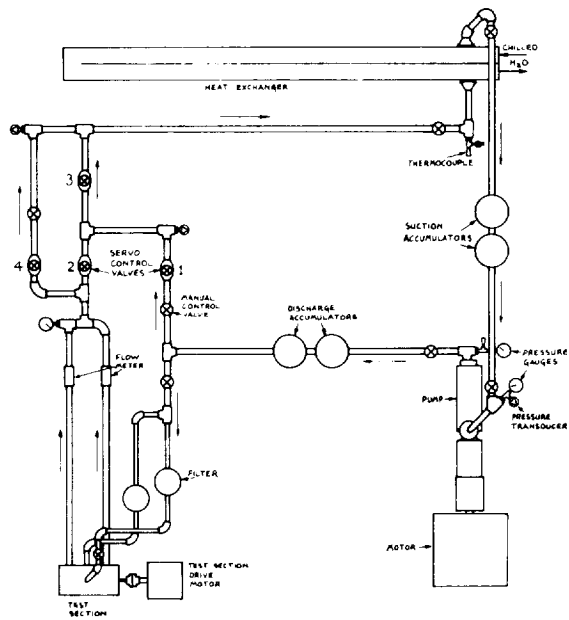 CHILLED
H2O
HEAT EXCHANGER
THERMOCOUPLE
3
SUCTION
ACCUMULATORS
SERVO
CONTROL
VALVES
4
2
1
MANUAL
CONTROL
VALVE
DISCHARGE
ACCUMULATORS
FLOW
METER
PRESSURE
GAUGES
PUMP
PRESSURE
TRANSDUCER
FILTER
MOTOR
TEST SECTION
DRIVE
MOTOR
TEST
SECTION